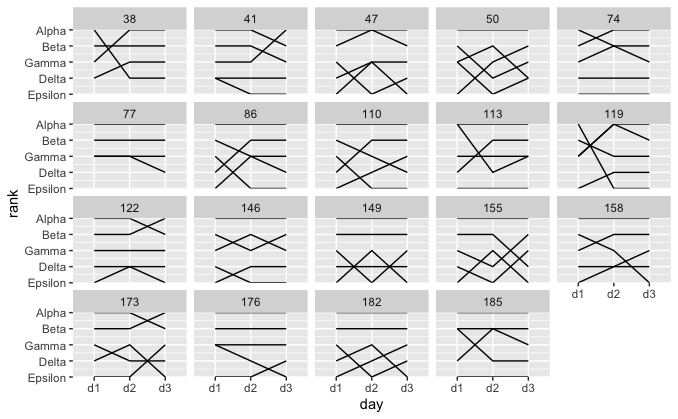 38 41 47 50 74
Alpha
Beta
Gamma
Delta
Epsilon
77 86 110 113 119
Alpha
Beta
Gamma
Delta
Epsilon
rank
122 146 149 155 158
Alpha
Beta
Gamma
Delta
Epsilon
d1 d2 d3
173 176 182 185
Alpha
Beta
Gamma
Delta
Epsilon
d1 d2 d3 d1 d2 d3 d1 d2 d3 d1 d2 d3
day